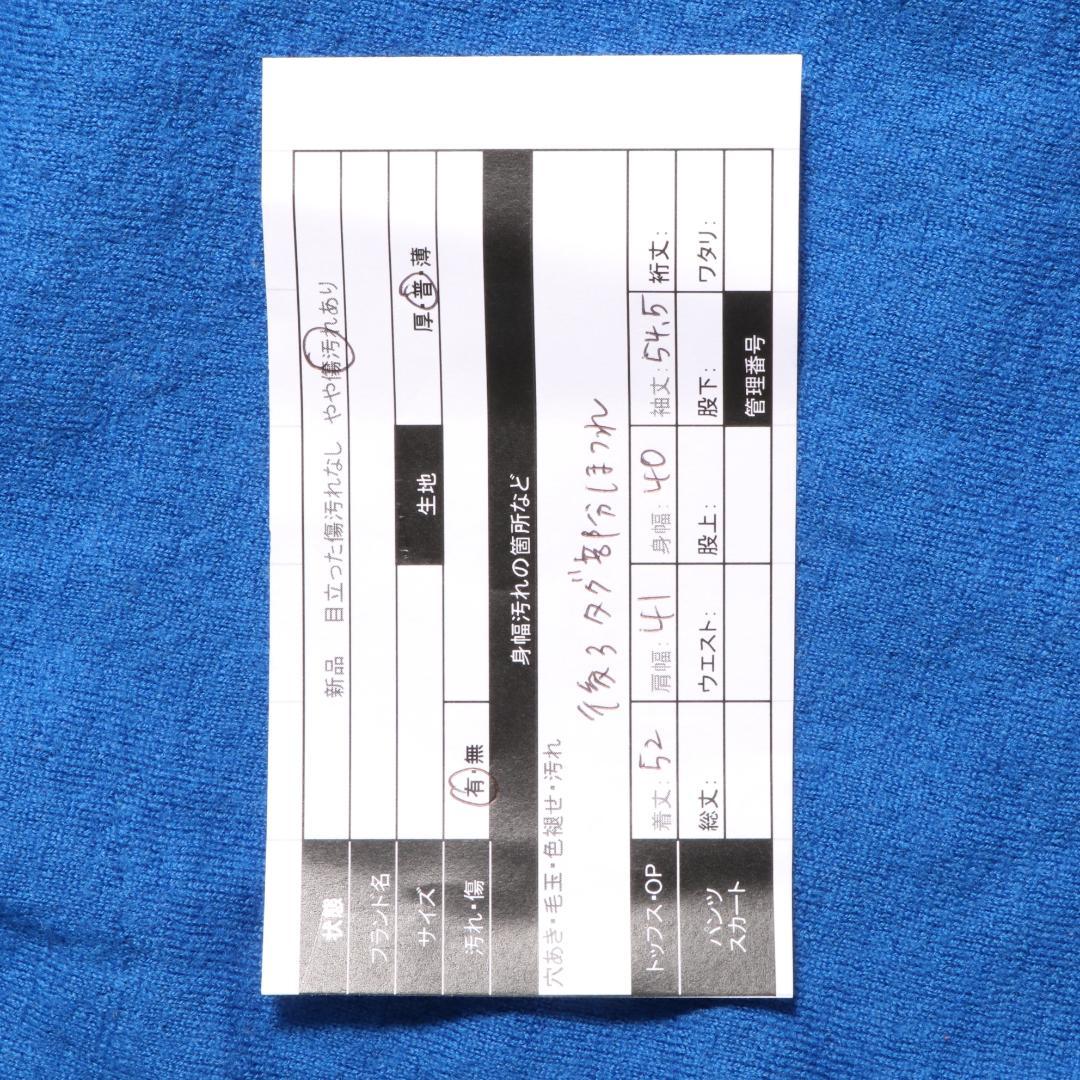 状態 新品 目立った傷汚れなし やや傷汚れあり
ブランド名
サイズ 生地 厚・普・薄
汚れ・傷 有・無
身幅汚れの箇所など
穴あき・毛玉・色褪せ・汚れ
後ろタグ部分しまつれ
トップス・OP 着丈:52 肩幅:41 身幅:40 袖丈:54.5 裄丈:
パンツ 総丈: ウエスト: 股上: 股下: ワタリ:
スカート
管理番号